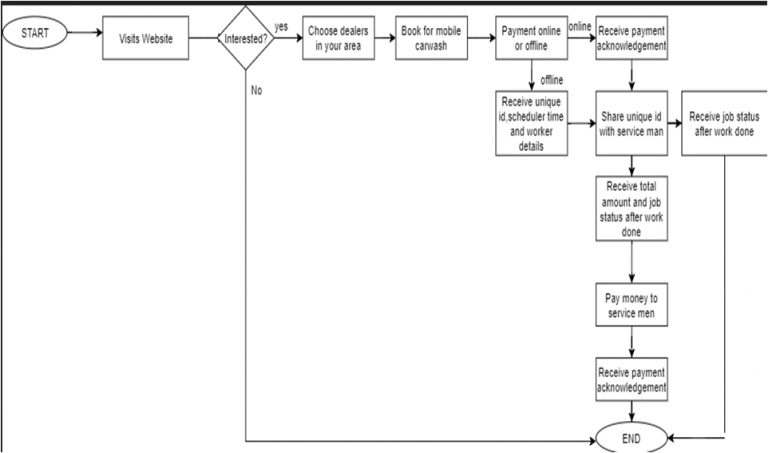 START
Visits Website
Interested?
yes
No
Choose dealers
in your area
Book for mobile
carwash
Payment online
or offline
online
offline
Receive payment
acknowledgement
Receive unique
id,scheduler time
and worker
details
Share unique id
with service man
Receive job status
after work done
Receive total
amount and job
status after work
done
Pay money to
service men
Receive payment
acknowledgement
END